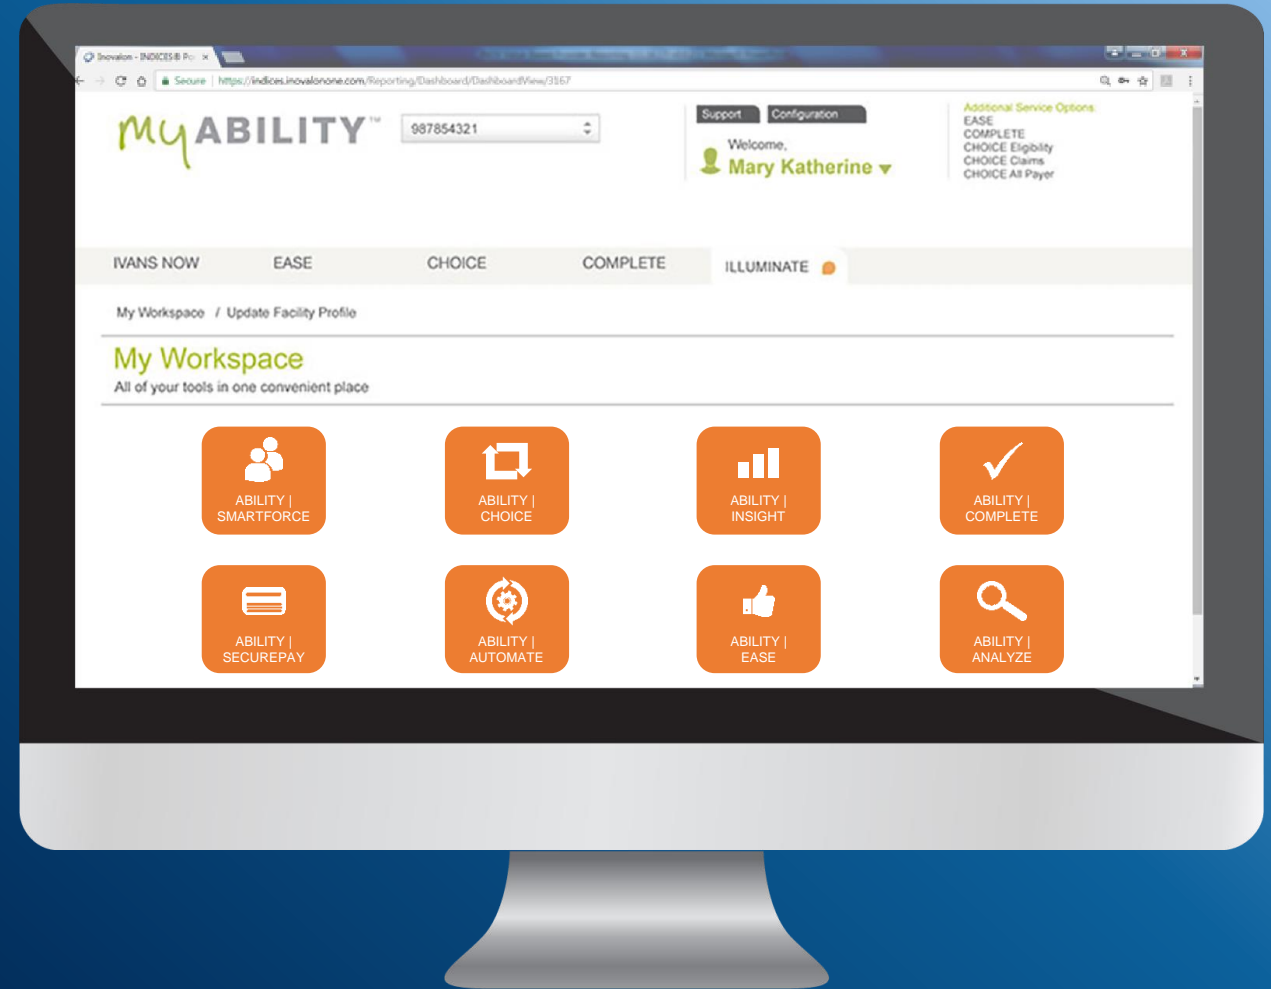 Inovalon - INDICES® Po
Secure | https://indices.inovalonone.com/Reporting/Dashboard/DashboardView/3167
MyABILITY™
987854321
Support
Configuration
Welcome,
Mary Katherine
Additional Service Options
EASE
COMPLETE
CHOICE Eligibility
CHOICE Claims
CHOICE All Payer
IVANS NOW
EASE
CHOICE
COMPLETE
ILLUMINATE
My Workspace / Update Facility Profile
My Workspace
All of your tools in one convenient place
ABILITY |
SMARTFORCE
ABILITY |
CHOICE
ABILITY |
INSIGHT
ABILITY |
COMPLETE
ABILITY |
SECUREPAY
ABILITY |
AUTOMATE
ABILITY |
EASE
ABILITY |
ANALYZE